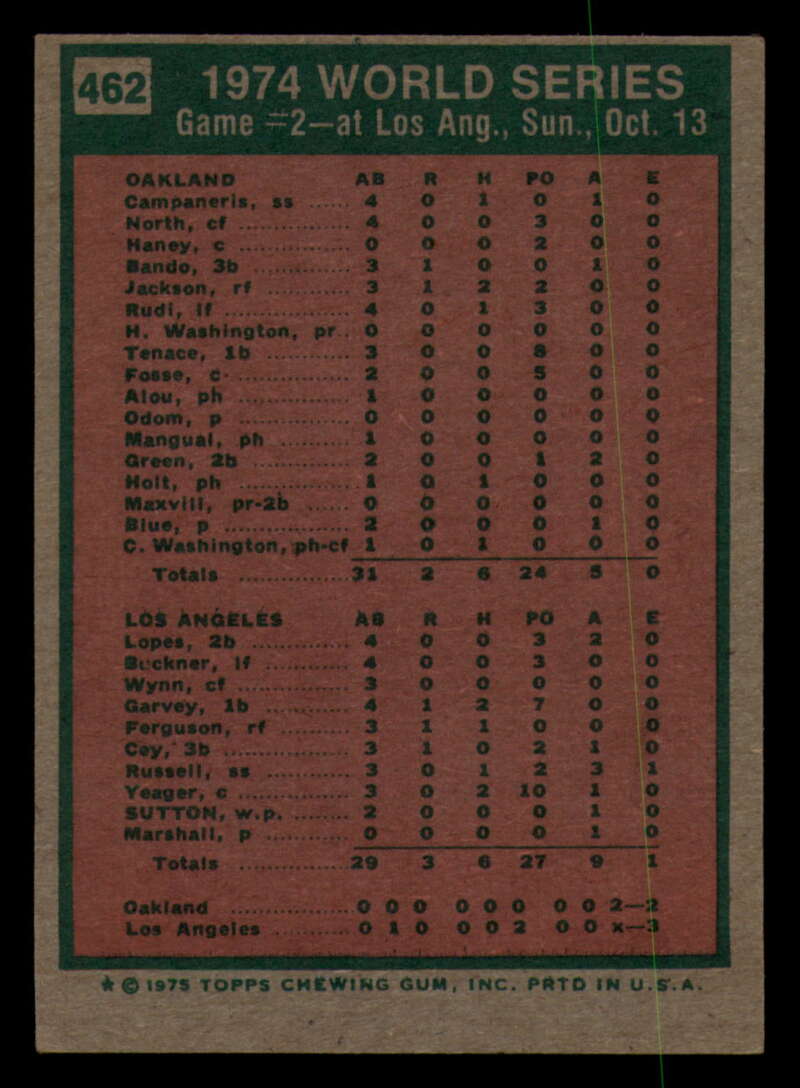 462
1974 WORLD SERIES
Game #2—at Los Ang., Sun., Oct. 13
OAKLAND AB R H PO A E
Campaneris, ss ...... 4 0 1 0 1 0
North, cf ................ 4 0 0 3 0 0
Haney, c ................ 0 0 0 2 0 0
Bando, 3b .............. 3 1 0 0 1 0
Jackson, rf ............ 3 1 2 2 0 0
Rudi, lf .................. 4 0 1 3 0 0
H. Washington, pr.. 0 0 0 0 0 0
Tenace, 1b ............ 3 0 0 8 0 0
Fosse, c ................ 2 0 0 5 0 0
Alou, ph ................ 1 0 0 0 0 0
Odom, p ................ 0 0 0 0 0 0
Mangual, ph .......... 1 0 0 0 0 0
Green, 2b .............. 2 0 0 1 2 0
Holt, ph ................ 1 0 1 0 0 0
Maxvill, pr-2b ...... 0 0 0 0 0 0
Blue, p .................. 2 0 0 0 1 0
C. Washington, ph-cf 1 0 1 0 0 0
Totals ................ 31 2 6 24 5 0
LOS ANGELES AB R H PO A E
Lopes, 2b .............. 4 0 0 3 2 0
Buckner, lf ............ 4 0 0 3 0 0
Wynn, cf ................ 3 0 0 0 0 0
Garvey, 1b ............ 4 1 2 7 0 0
Ferguson, rf .......... 3 1 1 0 0 0
Cey, 3b .................. 3 1 0 2 1 0
Russell, ss ............ 3 0 1 2 3 1
Yeager, c ................ 3 0 2 10 1 0
SUTTON, w.p. ........ 2 0 0 0 1 0
Marshall, p ............ 0 0 0 0 1 0
Totals ................ 29 3 6 27 9 1
Oakland ................ 0 0 0 0 0 0 0 0 2—2
Los Angeles .......... 0 1 0 0 0 2 0 0 x—3
★ © 1975 TOPPS CHEWING GUM, INC. PRTD IN U.S.A.